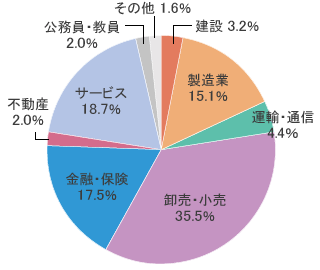 その他 1.6%
公務員・教員
2.0%
建設 3.2%
サービス
18.7%
製造業
15.1%
不動産
2.0%
運輸・通信
4.4%
金融・保険
17.5%
卸売・小売
35.5%